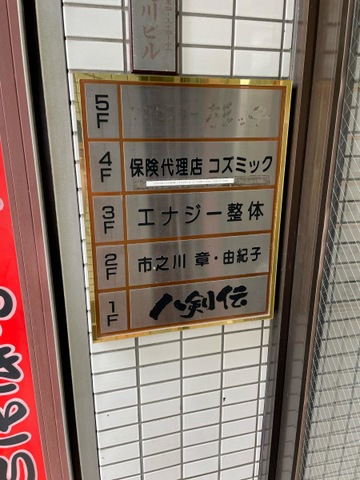 川ビル
5F
4F 保険代理店 コズミック
3F エナジー整体
2F 市之川 章・由紀子
1F 八剣伝